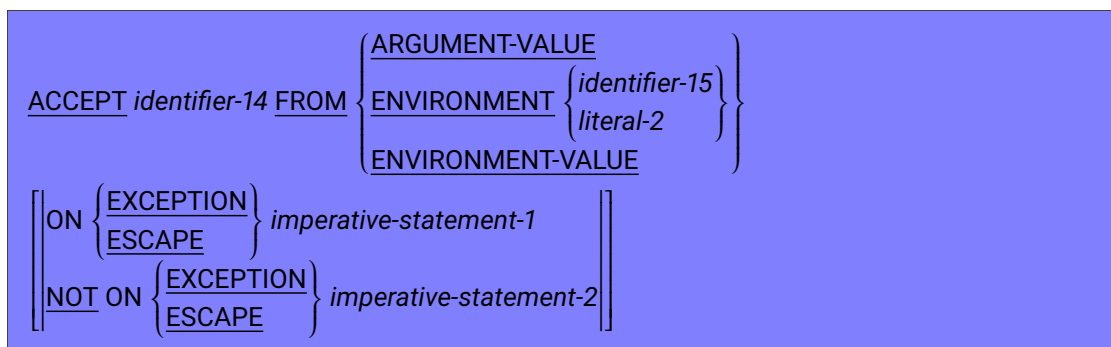 ARGUMENT-VALUE
ACCEPT identifier-14 FROM ENVIRONMENT identifier-15
literal-2
ENVIRONMENT-VALUE
ON EXCEPTION imperative-statement-1
ESCAPE
NOT ON EXCEPTION imperative-statement-2
ESCAPE